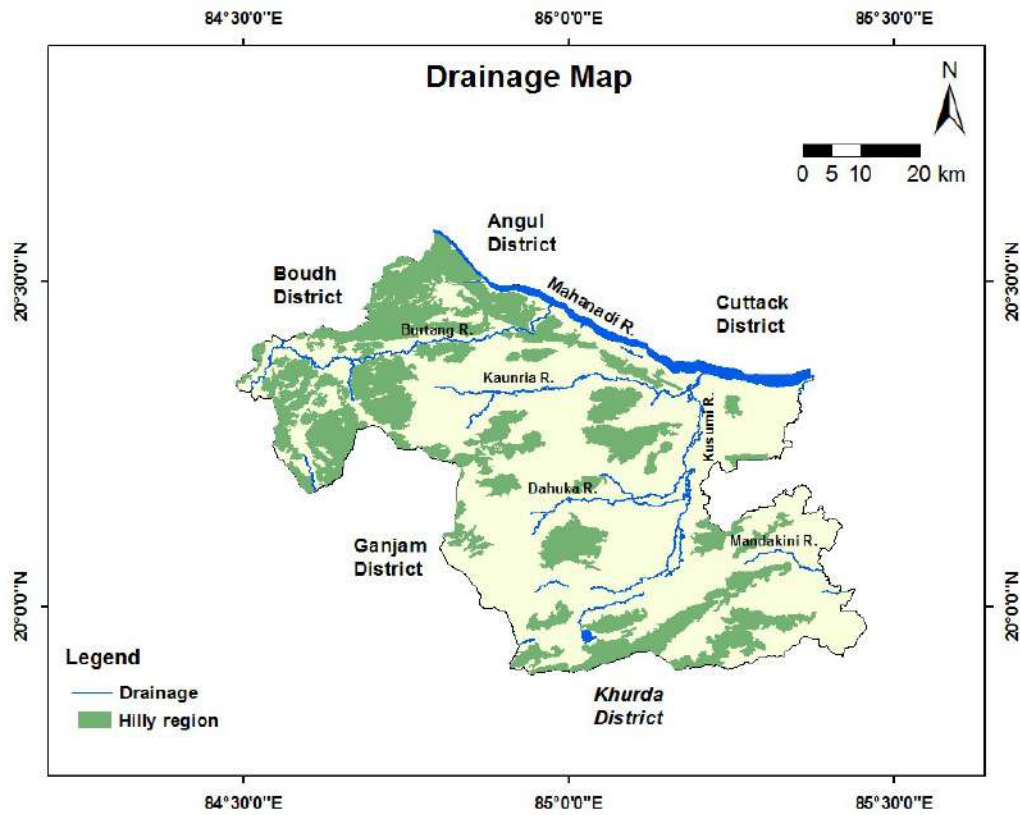 84°30'0"E 85°0'0"E 85°30'0"E
Drainage Map
N
0 5 10 20 km
Angul
District
20°30'0"N
20°30'0"N
Boudh
District
Mahanadi R.
Cuttack
District
Burtang R.
Kaunria R.
Kusumi R.
Dahuka R.
Mandakini R.
Ganjam
District
20°0'0"N
20°0'0"N
Legend
Drainage
Hilly region
Khurda
District
84°30'0"E 85°0'0"E 85°30'0"E